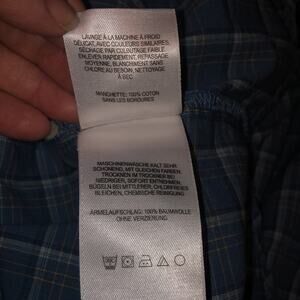 LAVAGE À LA MACHINE À FROID
DÉLICAT, AVEC COULEURS SIMILAIRES,
SÉCHAGE PAR CULBUTAGE FAIBLE
ENLEVER RAPIDEMENT, REPASSAGE
MOYENNE, BLANCHIMENT SANS
CHLORE AU BESOIN, NETTOYAGE
À SEC
MANCHETTE: 100% COTON
SANS LES BORDURES
MASCHINENWÄSCHE KALT SEHR
SCHONEND, MIT GLEICHEN FARBEN
TROCKNEN IM TROCKNER BEI
NIEDRIGER, SOFORT ENTNEHMEN
BÜGELN BEI MITTLER, CHLORFREIES
BLEICHEN, CHEMISCHE REINIGUNG
ÄRMELAUFSCHLAG: 100% BAUMWOLLE
OHNE VERZIERUNG